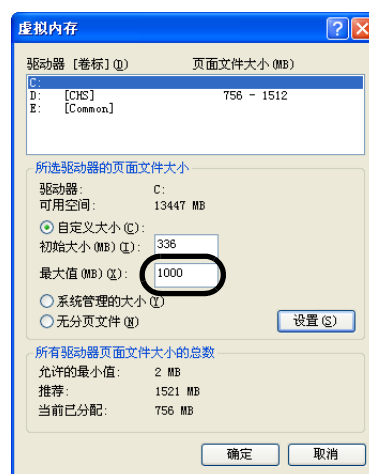 虚拟内存
驱动器 [卷标](D) 页面文件大小(MB)
C:
D: [CHS] 756 - 1512
E: [Common]
所选驱动器的页面文件大小
驱动器: C:
可用空间: 13447 MB
自定义大小(C):
初始大小(MB)(I): 336
最大值(MB)(X): 1000
系统管理的大小(Y)
无分页文件(N) 设置(S)
所有驱动器页面文件大小的总数
允许的最小值: 2 MB
推荐: 1521 MB
当前已分配: 756 MB
确定 取消